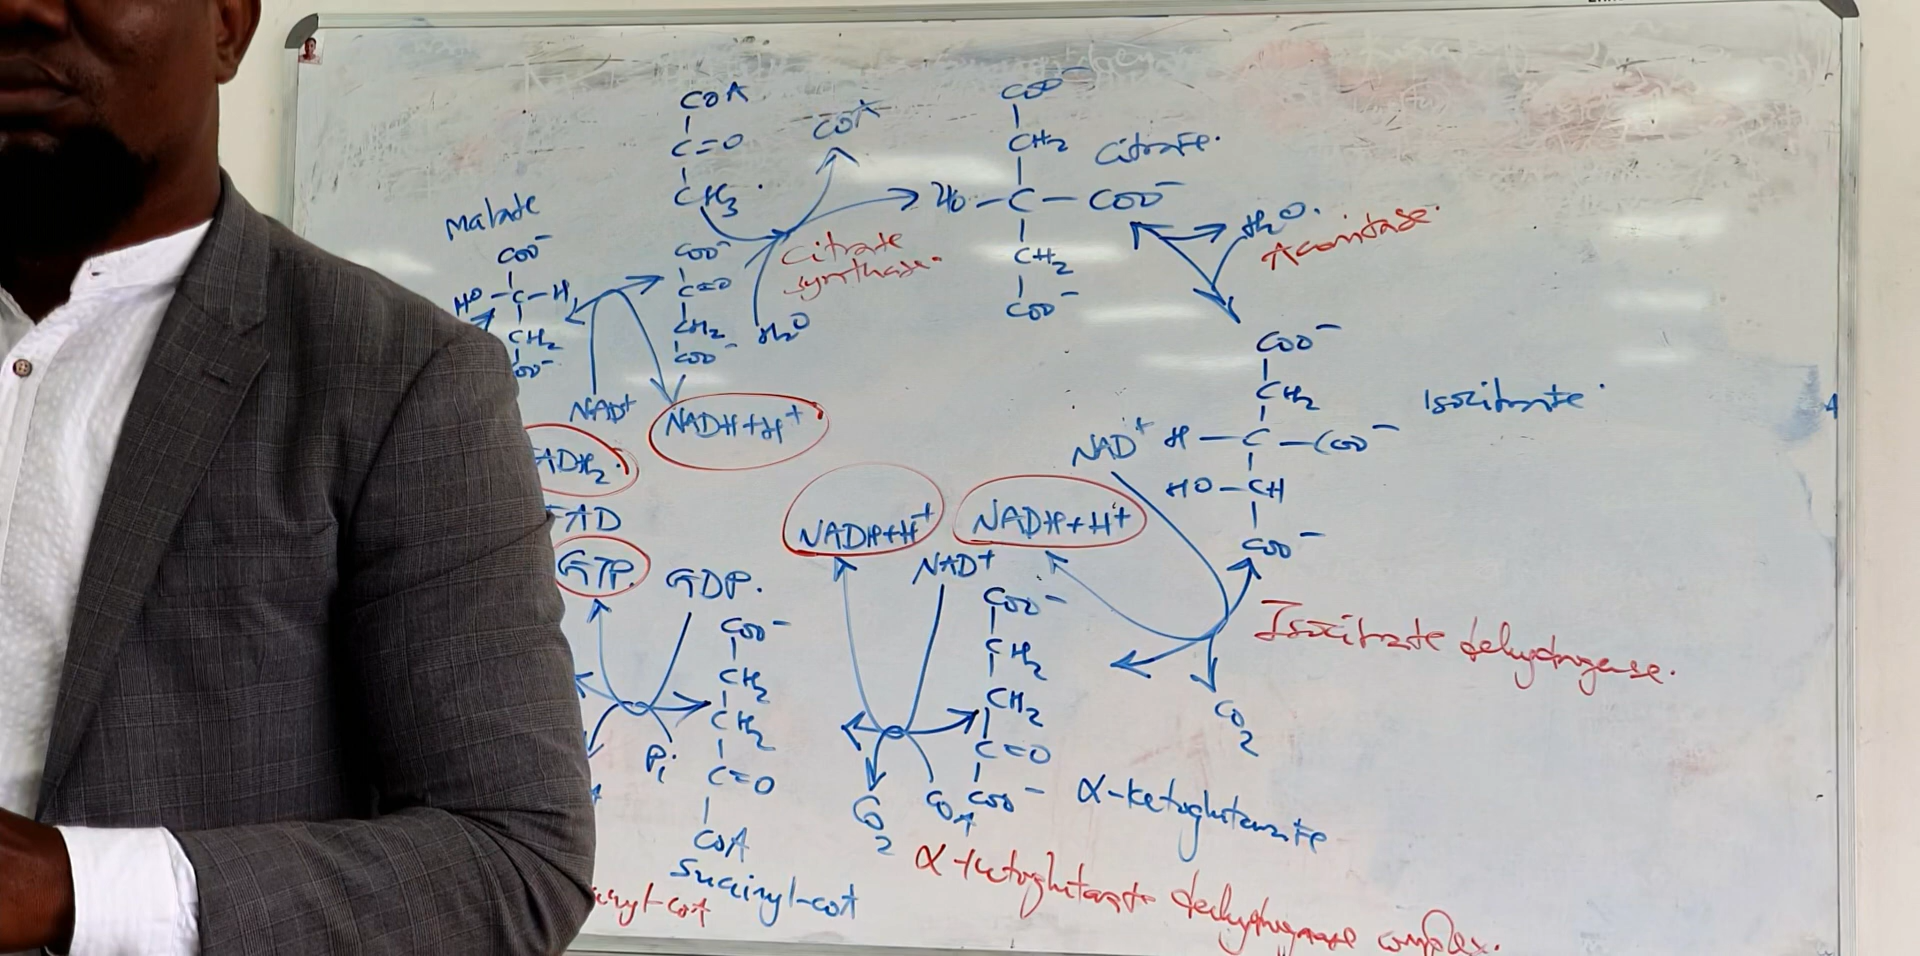 CoA
C=O
CH3
CoA
Malate
COO-
HO-C-H
CH2
COO-
COO-
C=O
CH2
COO-
Citrate
synthase.
H2O
NAD+
NADH+H+
COO-
CH2
Citrate.
HO-C-COO-
CH2
COO-
H2O.
Aconitase.
COO-
CH2
Isocitrate.
NAD+
H-C-COO-
HO-CH
COO-
Isocitrate dehydrogenase.
CO2
ADH2.
FAD
GTP.
GDP.
NADH+H+
NADH+H+
NAD+
COO-
CH2
CH2
C=O
CoA
Pi
Succinyl-CoA
COO-
CH2
CH2
C=O
COO-
CO2
CoA
α-ketoglutarate
α-ketoglutarate dehydrogenase complex.
nyl-CoA